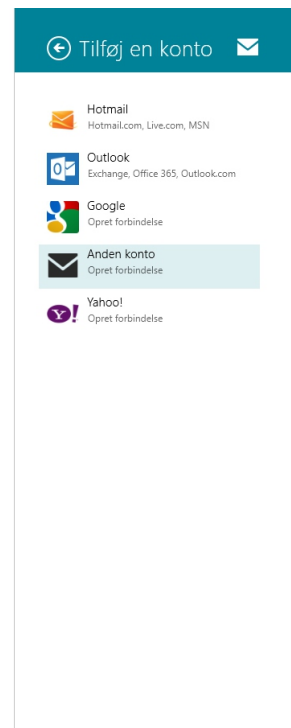 Tilføj en konto
Hotmail
Hotmail.com, Live.com, MSN
Outlook
Exchange, Office 365, Outlook.com
Google
Opret forbindelse
Anden konto
Opret forbindelse
Yahoo!
Opret forbindelse